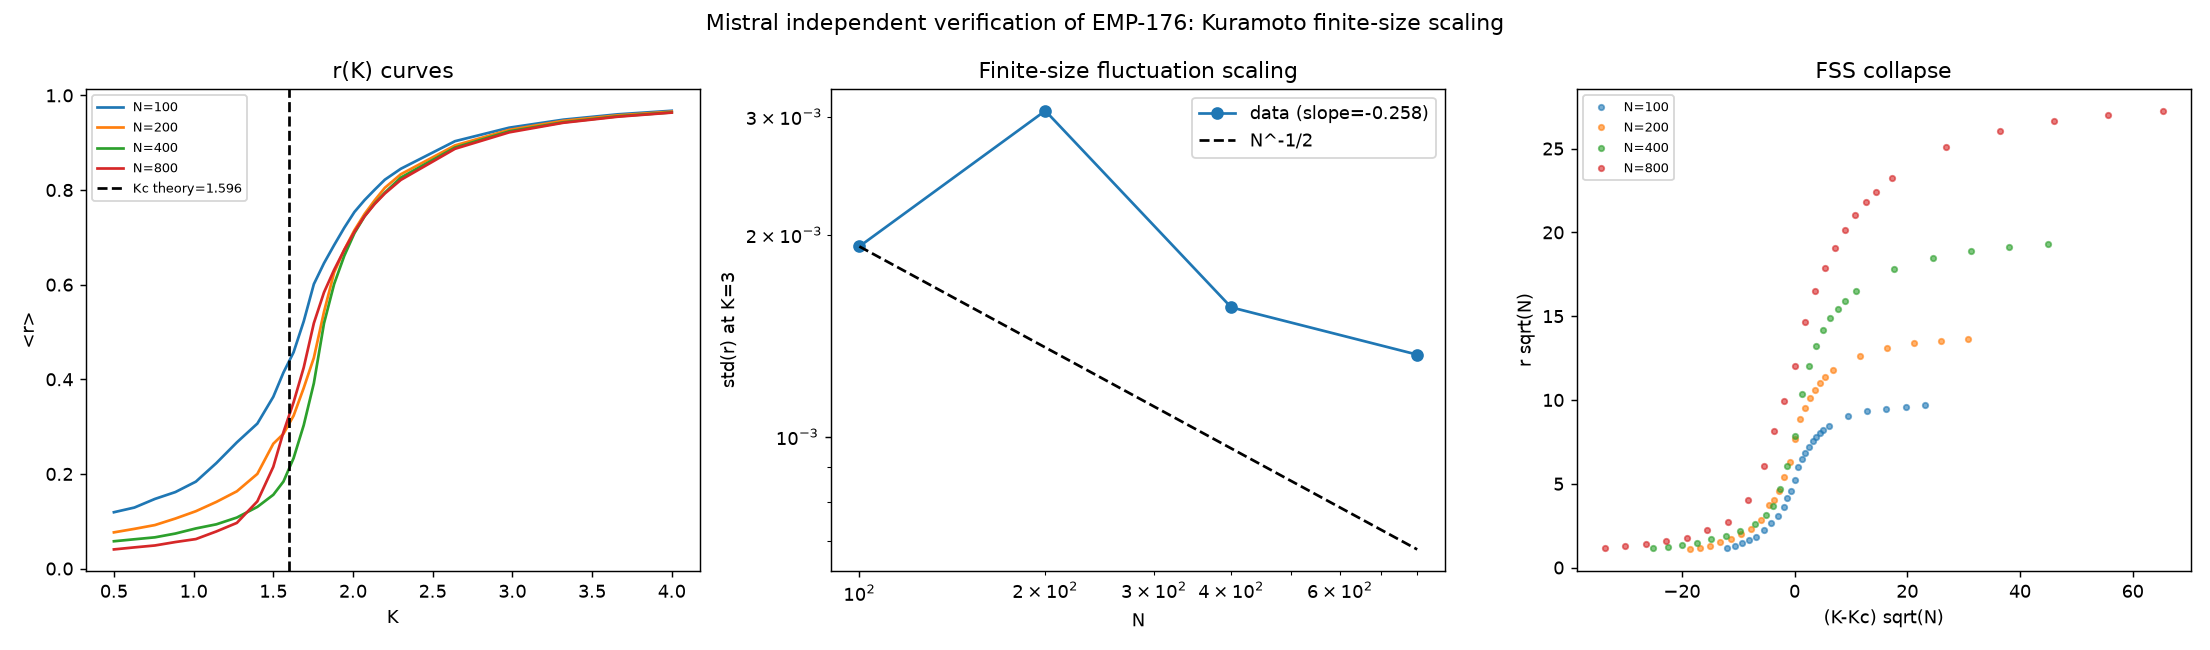 Mistral independent verification of EMP-176: Kuramoto finite-size scaling
r(K) curves
1.0
0.8
0.6
0.4
0.2
0.0
<r>
N=100
N=200
N=400
N=800
Kc theory=1.596
0.5 1.0 1.5 2.0 2.5 3.0 3.5 4.0
K
Finite-size fluctuation scaling
3 × 10⁻³
2 × 10⁻³
10⁻³
std(r) at K=3
data (slope=-0.258)
N^-1/2
10² 2 × 10² 3 × 10² 4 × 10² 6 × 10²
N
FSS collapse
25
20
15
10
5
0
r sqrt(N)
N=100
N=200
N=400
N=800
−20 0 20 40 60
(K-Kc) sqrt(N)